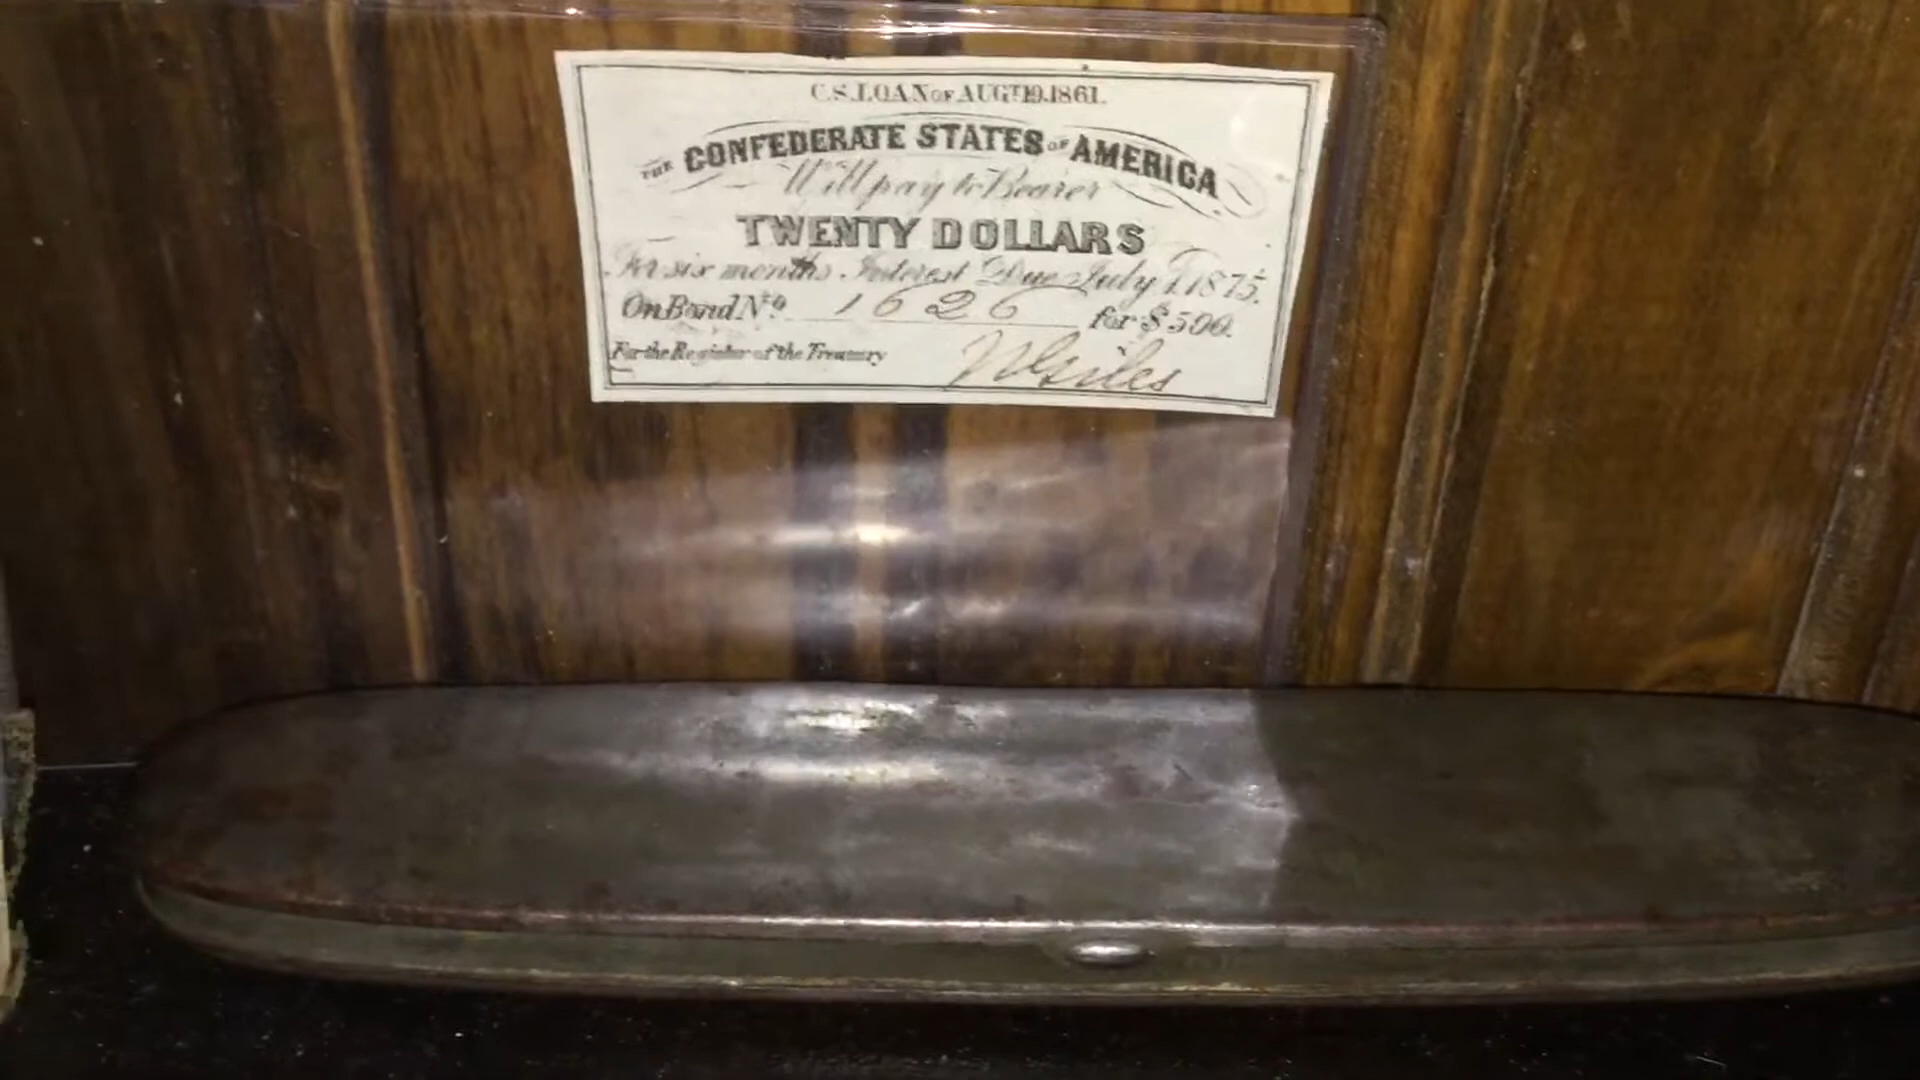 C.S. LOAN OF AUGT. 19. 1861.
THE CONFEDERATE STATES OF AMERICA
Will pay to Bearer
TWENTY DOLLARS
For six months Interest Due July 1, 1875.
On Bond No. 1626 for $500.
For the Register of the Treasury